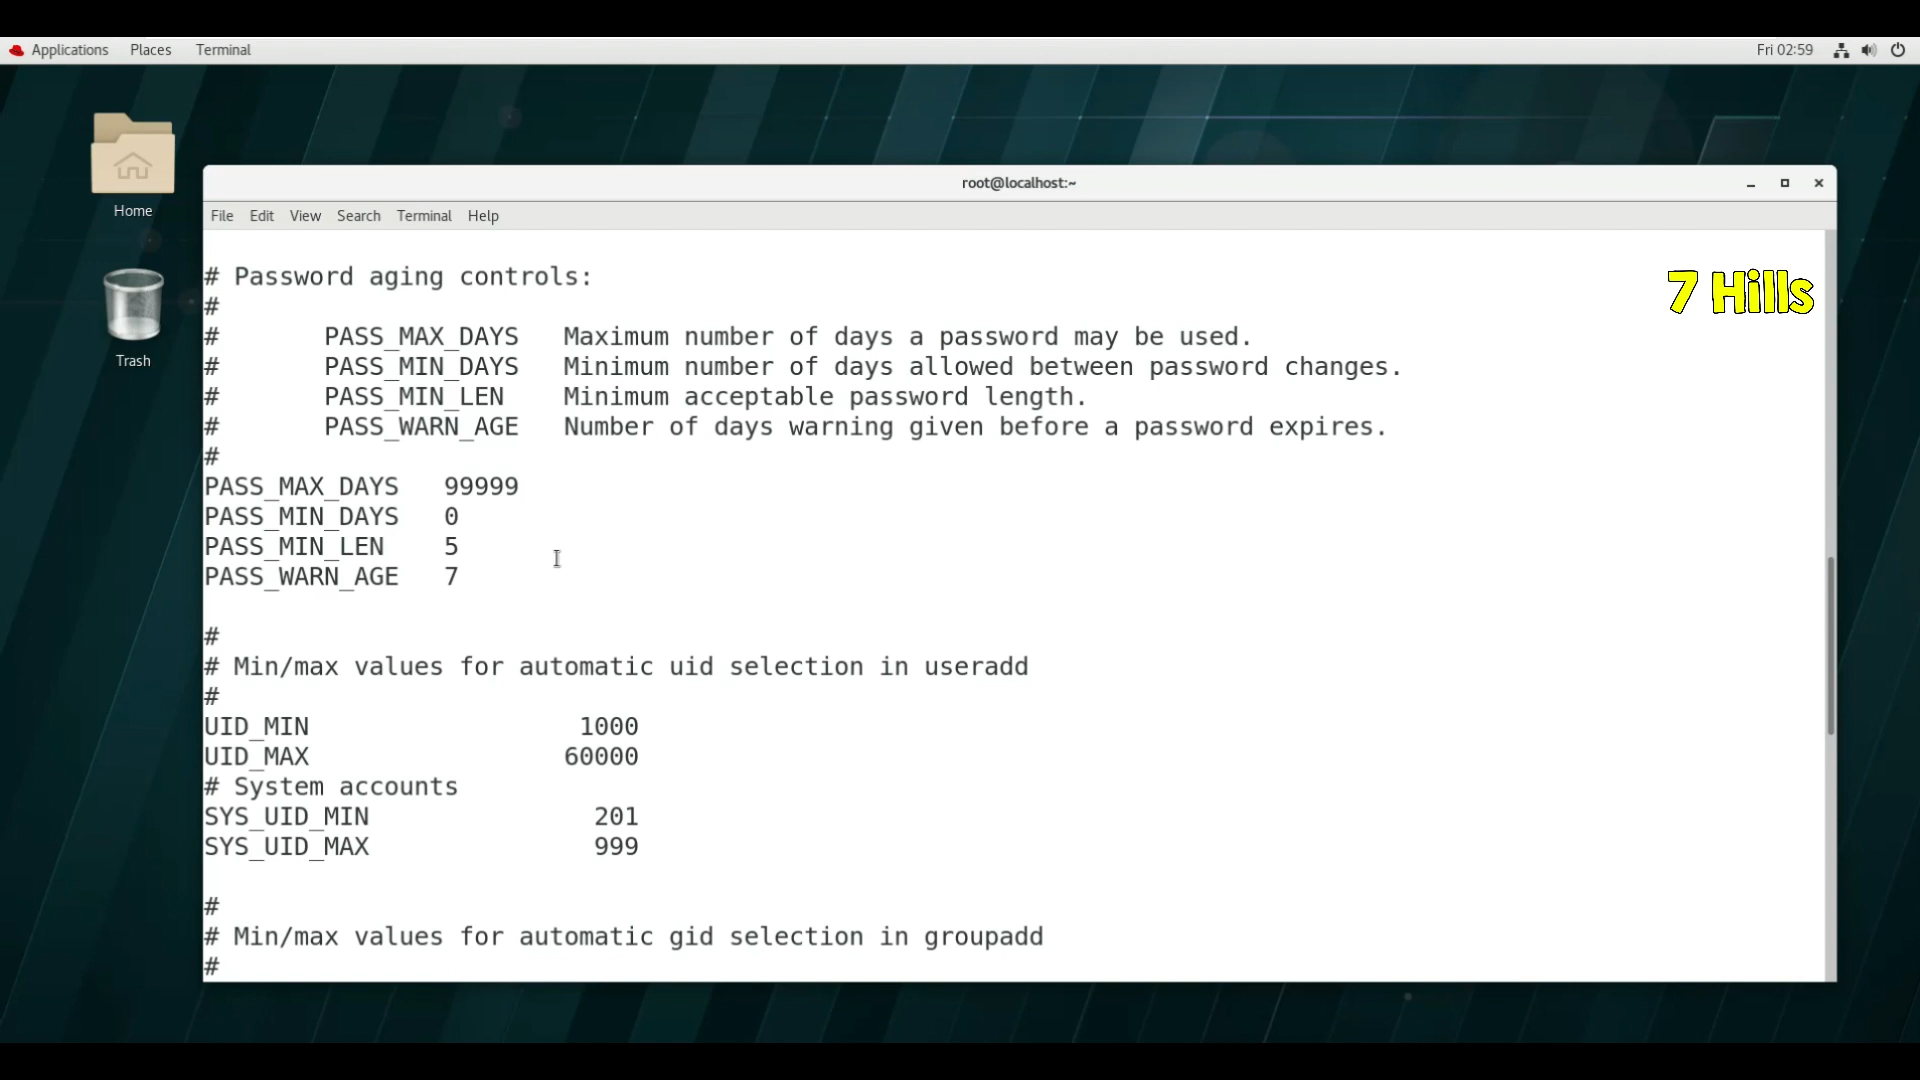 Applications Places Terminal Fri 02:59
Home
Trash
root@localhost:~
File Edit View Search Terminal Help
7 Hills
# Password aging controls:
#
# PASS_MAX_DAYS Maximum number of days a password may be used.
# PASS_MIN_DAYS Minimum number of days allowed between password changes.
# PASS_MIN_LEN Minimum acceptable password length.
# PASS_WARN_AGE Number of days warning given before a password expires.
#
PASS_MAX_DAYS 99999
PASS_MIN_DAYS 0
PASS_MIN_LEN 5
PASS_WARN_AGE 7
#
# Min/max values for automatic uid selection in useradd
#
UID_MIN 1000
UID_MAX 60000
# System accounts
SYS_UID_MIN 201
SYS_UID_MAX 999
#
# Min/max values for automatic gid selection in groupadd
#